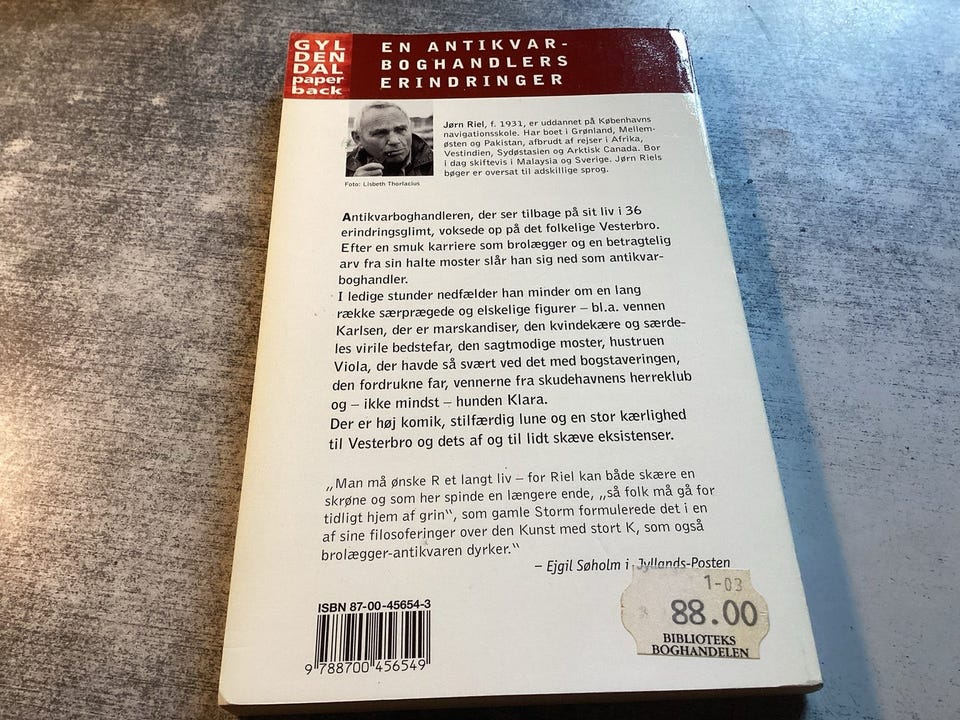 GYL
DEN
DAL
paper
back
EN ANTIKVAR-
BOGHANDLERS
ERINDRINGER
Jørn Riel, f. 1931, er uddannet på Københavns
navigationsskole. Har boet i Grønland, Mellem-
østen og Pakistan, afbrudt af rejser i Afrika,
Vestindien, Sydøstasien og Arktisk Canada. Bor
i dag skiftevis i Malaysia og Sverige. Jørn Riels
bøger er oversat til adskillige sprog.
Foto: Lisbeth Thorlacius
Antikvarboghandleren, der ser tilbage på sit liv i 36
erindringsglimt, voksede op på det folkelige Vesterbro.
Efter en smuk karriere som brolægger og en betragtelig
arv fra sin halte moster slår han sig ned som antikvar-
boghandler.
I ledige stunder nedfælder han minder om en lang
række særprægede og elskelige figurer – bl.a. vennen
Karlsen, der er marskandiser, den kvindekære og særde-
les virile bedstefar, den sagtmodige moster, hustruen
Viola, der havde så svært ved det med bogstaveringen,
den fordrukne far, vennerne fra skudehavnens herreklub
og – ikke mindst – hunden Klara.
Der er høj komik, stilfærdig lune og en stor kærlighed
til Vesterbro og dets af og til lidt skæve eksistenser.
„Man må ønske R et langt liv – for Riel kan både skære en
skrøne og som her spinde en længere ende, „så folk må gå for
tidligt hjem af grin“, som gamle Storm formulerede det i en
af sine filosoferinger over den Kunst med stort K, som også
brolægger-antikvaren dyrker.“
– Ejgil Søholm i Jyllands-Posten
ISBN 87-00-45654-3
9 788700 456549
1-03
88.00
BIBLIOTEKS
BOGHANDELEN